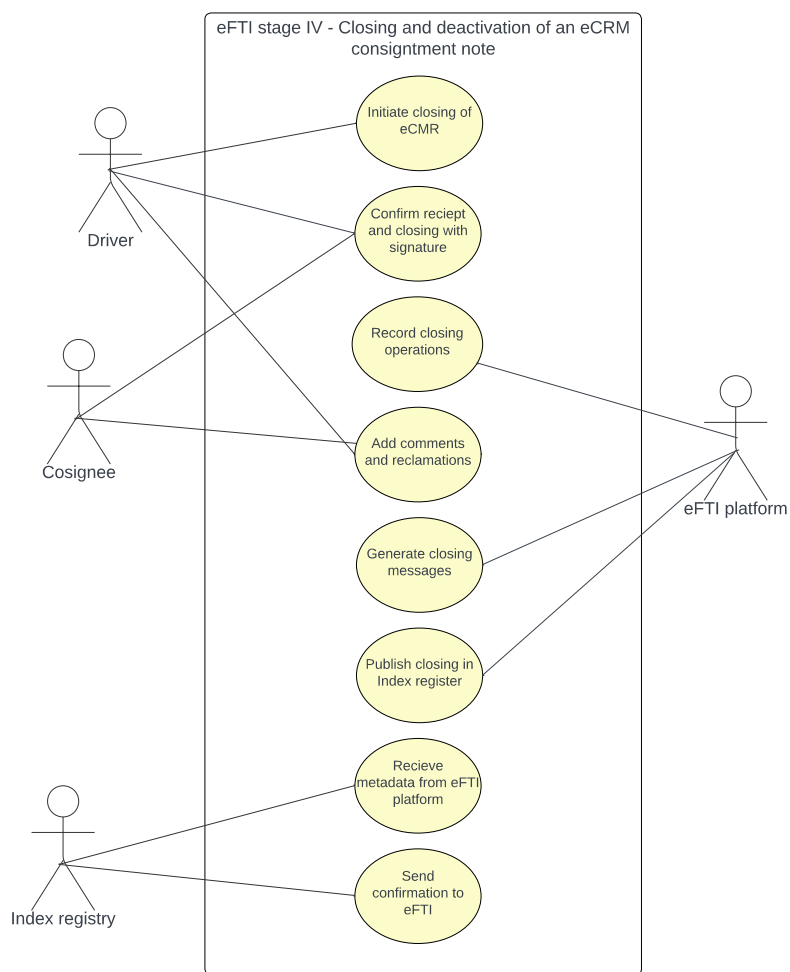 eFTI stage IV - Closing and deactivation of an eCRM
consigntment note
Initiate closing of
eCMR
Driver
Confirm reciept
and closing with
signature
Record closing
operations
Cosignee
Add comments
and reclamations
eFTI platform
Generate closing
messages
Publish closing in
Index register
Recieve
metadata from eFTI
platform
Index registry
Send
confirmation to
eFTI